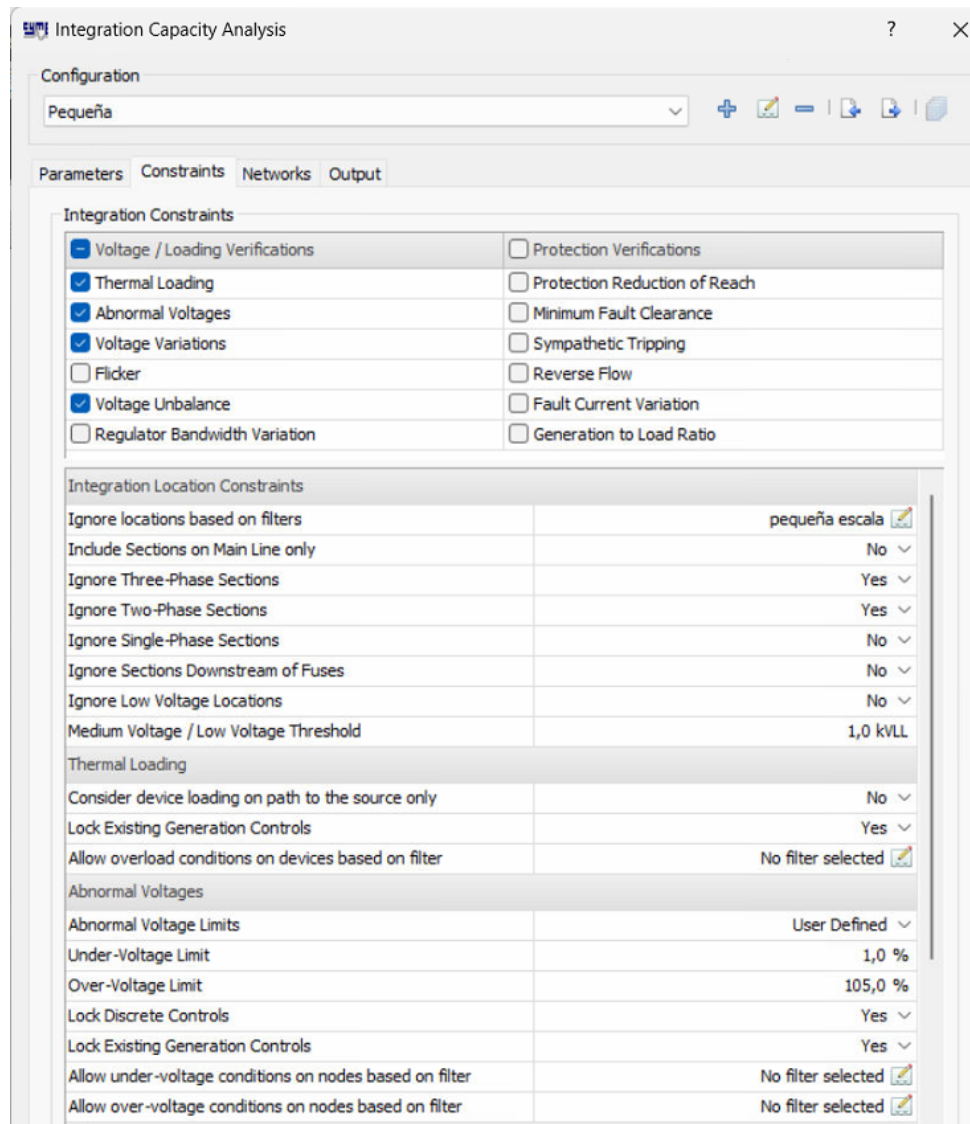 CYME Integration Capacity Analysis ?
Configuration
Pequeña
Parameters Constraints Networks Output
Integration Constraints
Voltage / Loading Verifications Protection Verifications
Thermal Loading Protection Reduction of Reach
Abnormal Voltages Minimum Fault Clearance
Voltage Variations Sympathetic Tripping
Flicker Reverse Flow
Voltage Unbalance Fault Current Variation
Regulator Bandwidth Variation Generation to Load Ratio
Integration Location Constraints
Ignore locations based on filters pequeña escala
Include Sections on Main Line only No
Ignore Three-Phase Sections Yes
Ignore Two-Phase Sections Yes
Ignore Single-Phase Sections No
Ignore Sections Downstream of Fuses No
Ignore Low Voltage Locations No
Medium Voltage / Low Voltage Threshold 1,0 kVLL
Thermal Loading
Consider device loading on path to the source only No
Lock Existing Generation Controls Yes
Allow overload conditions on devices based on filter No filter selected
Abnormal Voltages
Abnormal Voltage Limits User Defined
Under-Voltage Limit 1,0 %
Over-Voltage Limit 105,0 %
Lock Discrete Controls Yes
Lock Existing Generation Controls Yes
Allow under-voltage conditions on nodes based on filter No filter selected
Allow over-voltage conditions on nodes based on filter No filter selected